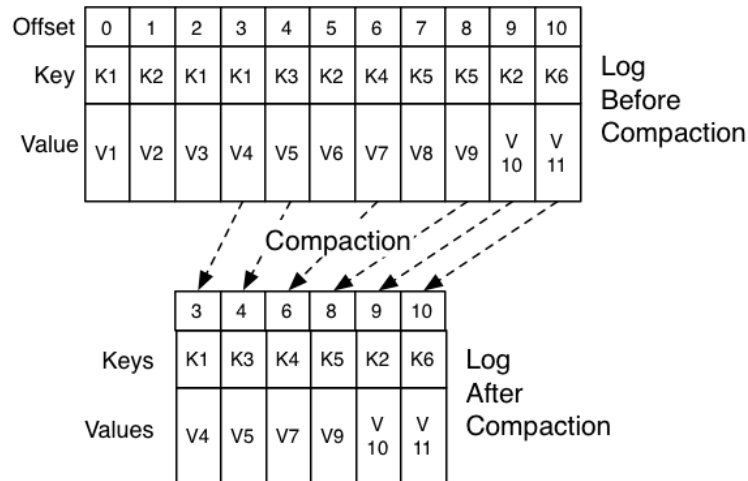 Offset 0 1 2 3 4 5 6 7 8 9 10
Key K1 K2 K1 K1 K3 K2 K4 K5 K5 K2 K6
Value V1 V2 V3 V4 V5 V6 V7 V8 V9 V 10 V 11
Log
Before
Compaction
Compaction
3 4 6 8 9 10
Keys K1 K3 K4 K5 K2 K6
Values V4 V5 V7 V9 V 10 V 11
Log
After
Compaction